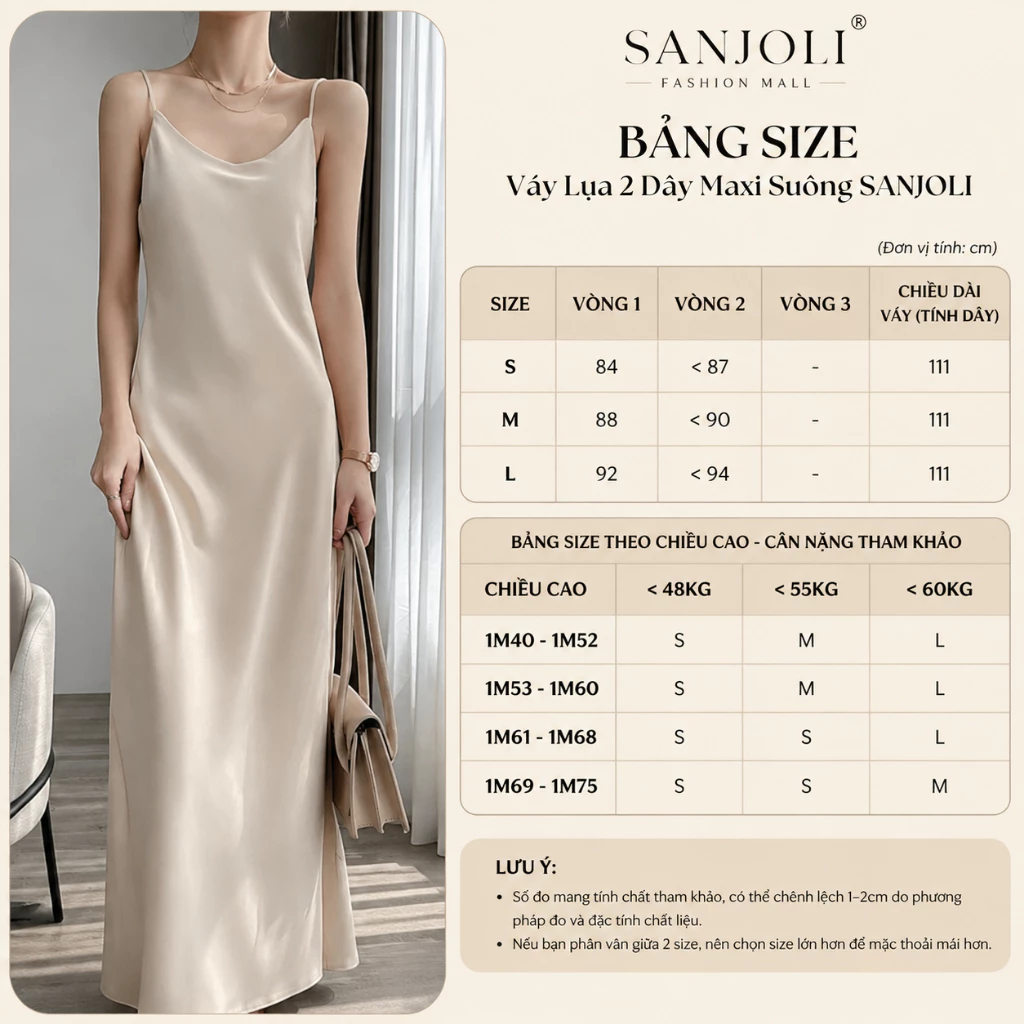 SANJOLI®
FASHION MALL
BẢNG SIZE
Váy Lụa 2 Dây Maxi Suông SANJOLI
(Đơn vị tính: cm)
SIZE VÒNG 1 VÒNG 2 VÒNG 3 CHIỀU DÀI VÁY (TÍNH DÂY)
S 84 < 87 - 111
M 88 < 90 - 111
L 92 < 94 - 111
BẢNG SIZE THEO CHIỀU CAO - CÂN NẶNG THAM KHẢO
CHIỀU CAO < 48KG < 55KG < 60KG
1M40 - 1M52 S M L
1M53 - 1M60 S M L
1M61 - 1M68 S S L
1M69 - 1M75 S S M
LƯU Ý:
• Số đo mang tính chất tham khảo, có thể chênh lệch 1-2cm do phương
pháp đo và đặc tính chất liệu.
• Nếu bạn phân vân giữa 2 size, nên chọn size lớn hơn để mặc thoải mái hơn.